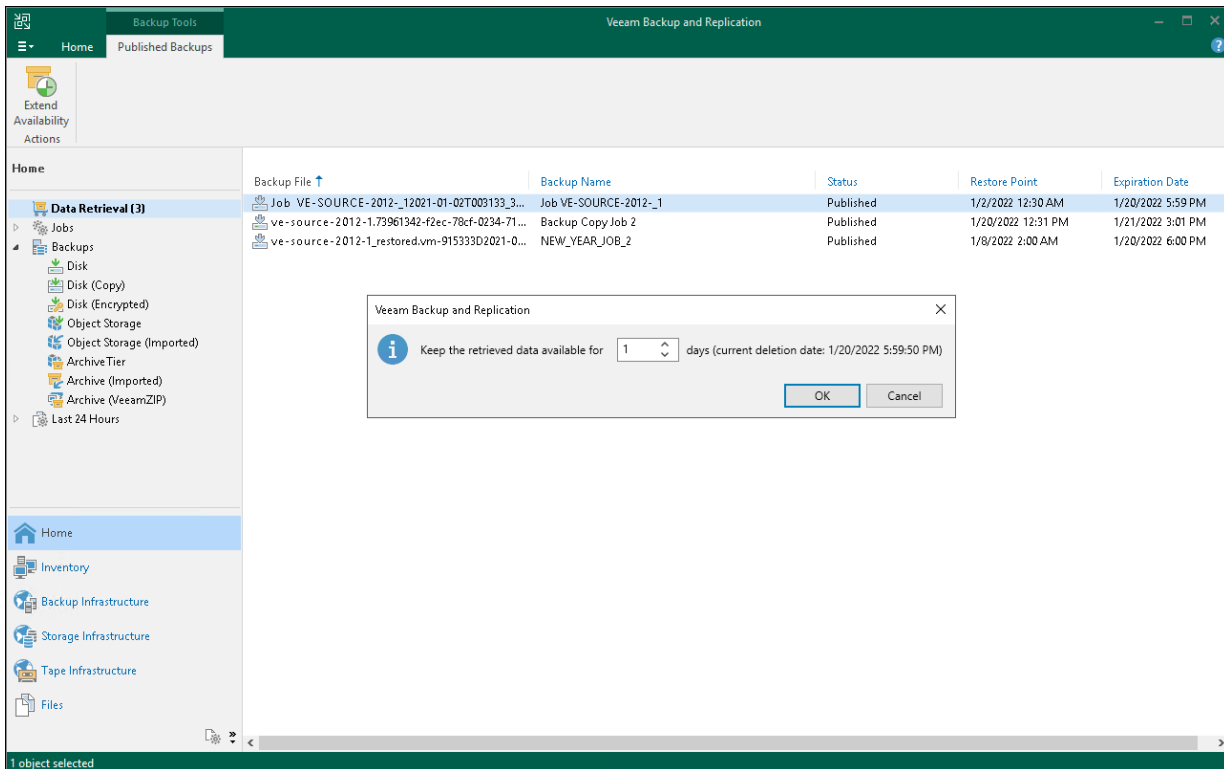 Backup Tools
Veeam Backup and Replication
Home
Published Backups
Extend
Availability
Actions
Home
Data Retrieval (3)
Jobs
Backups
Disk
Disk (Copy)
Disk (Encrypted)
Object Storage
Object Storage (Imported)
Archive Tier
Archive (Imported)
Archive (VeeamZIP)
Last 24 Hours
Home
Inventory
Backup Infrastructure
Storage Infrastructure
Tape Infrastructure
Files
Backup File Backup Name Status Restore Point Expiration Date
Job VE-SOURCE-2012-_12021-01-02T003133_3... Job VE-SOURCE-2012-_1 Published 1/2/2022 12:30 AM 1/20/2022 5:59 PM
ve-source-2012-1.73961342-f2ec-78cf-0234-71... Backup Copy Job 2 Published 1/20/2022 12:31 PM 1/21/2022 3:01 PM
ve-source-2012-1_restored.vm-915333D2021-0... NEW_YEAR_JOB_2 Published 1/8/2022 2:00 AM 1/20/2022 6:00 PM
Veeam Backup and Replication
Keep the retrieved data available for 1 days (current deletion date: 1/20/2022 5:59:50 PM)
OK Cancel
1 object selected